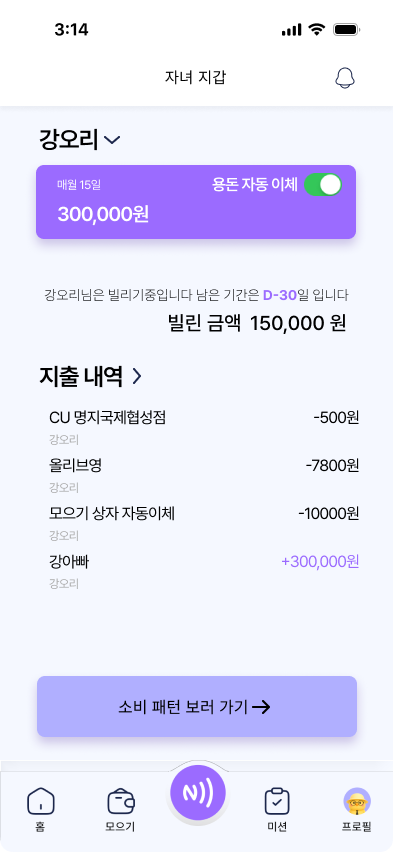 3:14
자녀 지갑
강오리
매월 15일
용돈 자동 이체
300,000원
강오리님은 빌리기중입니다 남은 기간은 D-30일 입니다
빌린 금액 150,000 원
지출 내역
CU 명지국제협성점 -500원
강오리
올리브영 -7800원
강오리
모으기 상자 자동이체 -10000원
강오리
강아빠 +300,000원
강오리
소비 패턴 보러 가기
홈 모으기 미션 프로필